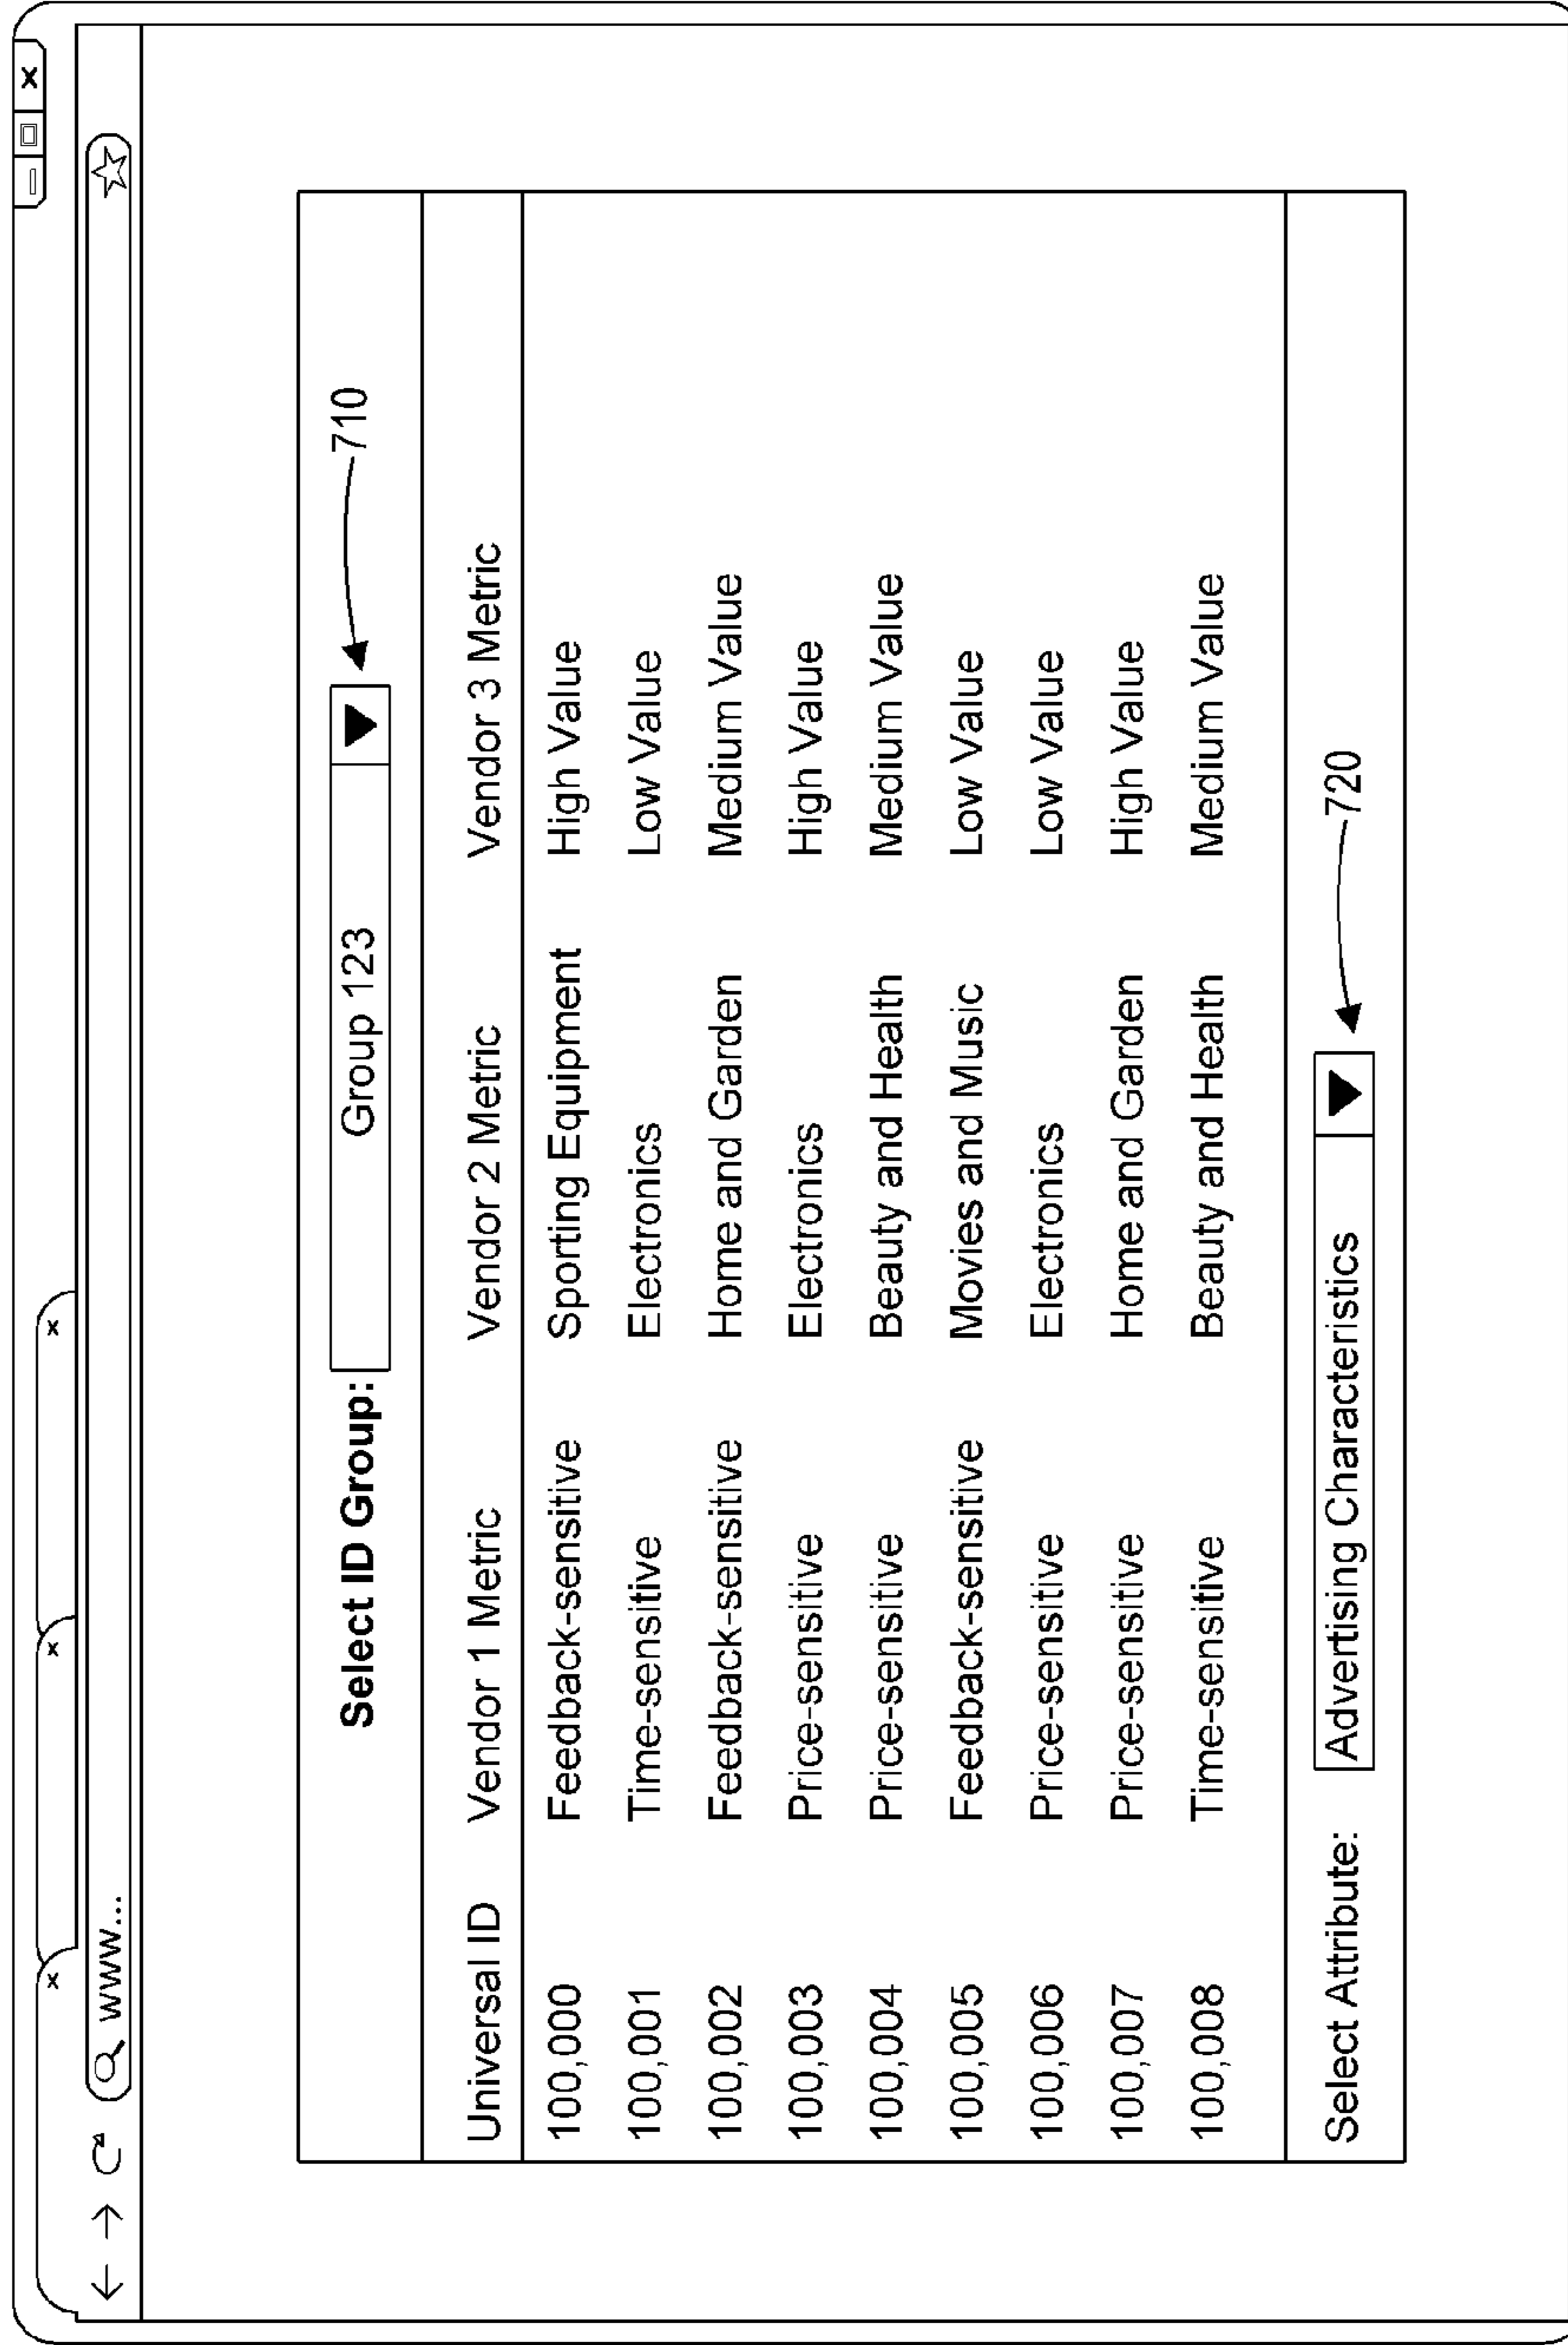 x x x x
www...
Select ID Group: Group 123 710
Universal ID Vendor 1 Metric Vendor 2 Metric Vendor 3 Metric
100,000 Feedback-sensitive Sporting Equipment High Value
100,001 Time-sensitive Electronics Low Value
100,002 Feedback-sensitive Home and Garden Medium Value
100,003 Price-sensitive Electronics High Value
100,004 Price-sensitive Beauty and Health Medium Value
100,005 Feedback-sensitive Movies and Music Low Value
100,006 Price-sensitive Electronics Low Value
100,007 Price-sensitive Home and Garden High Value
100,008 Time-sensitive Beauty and Health Medium Value
Select Attribute: Advertising Characteristics 720